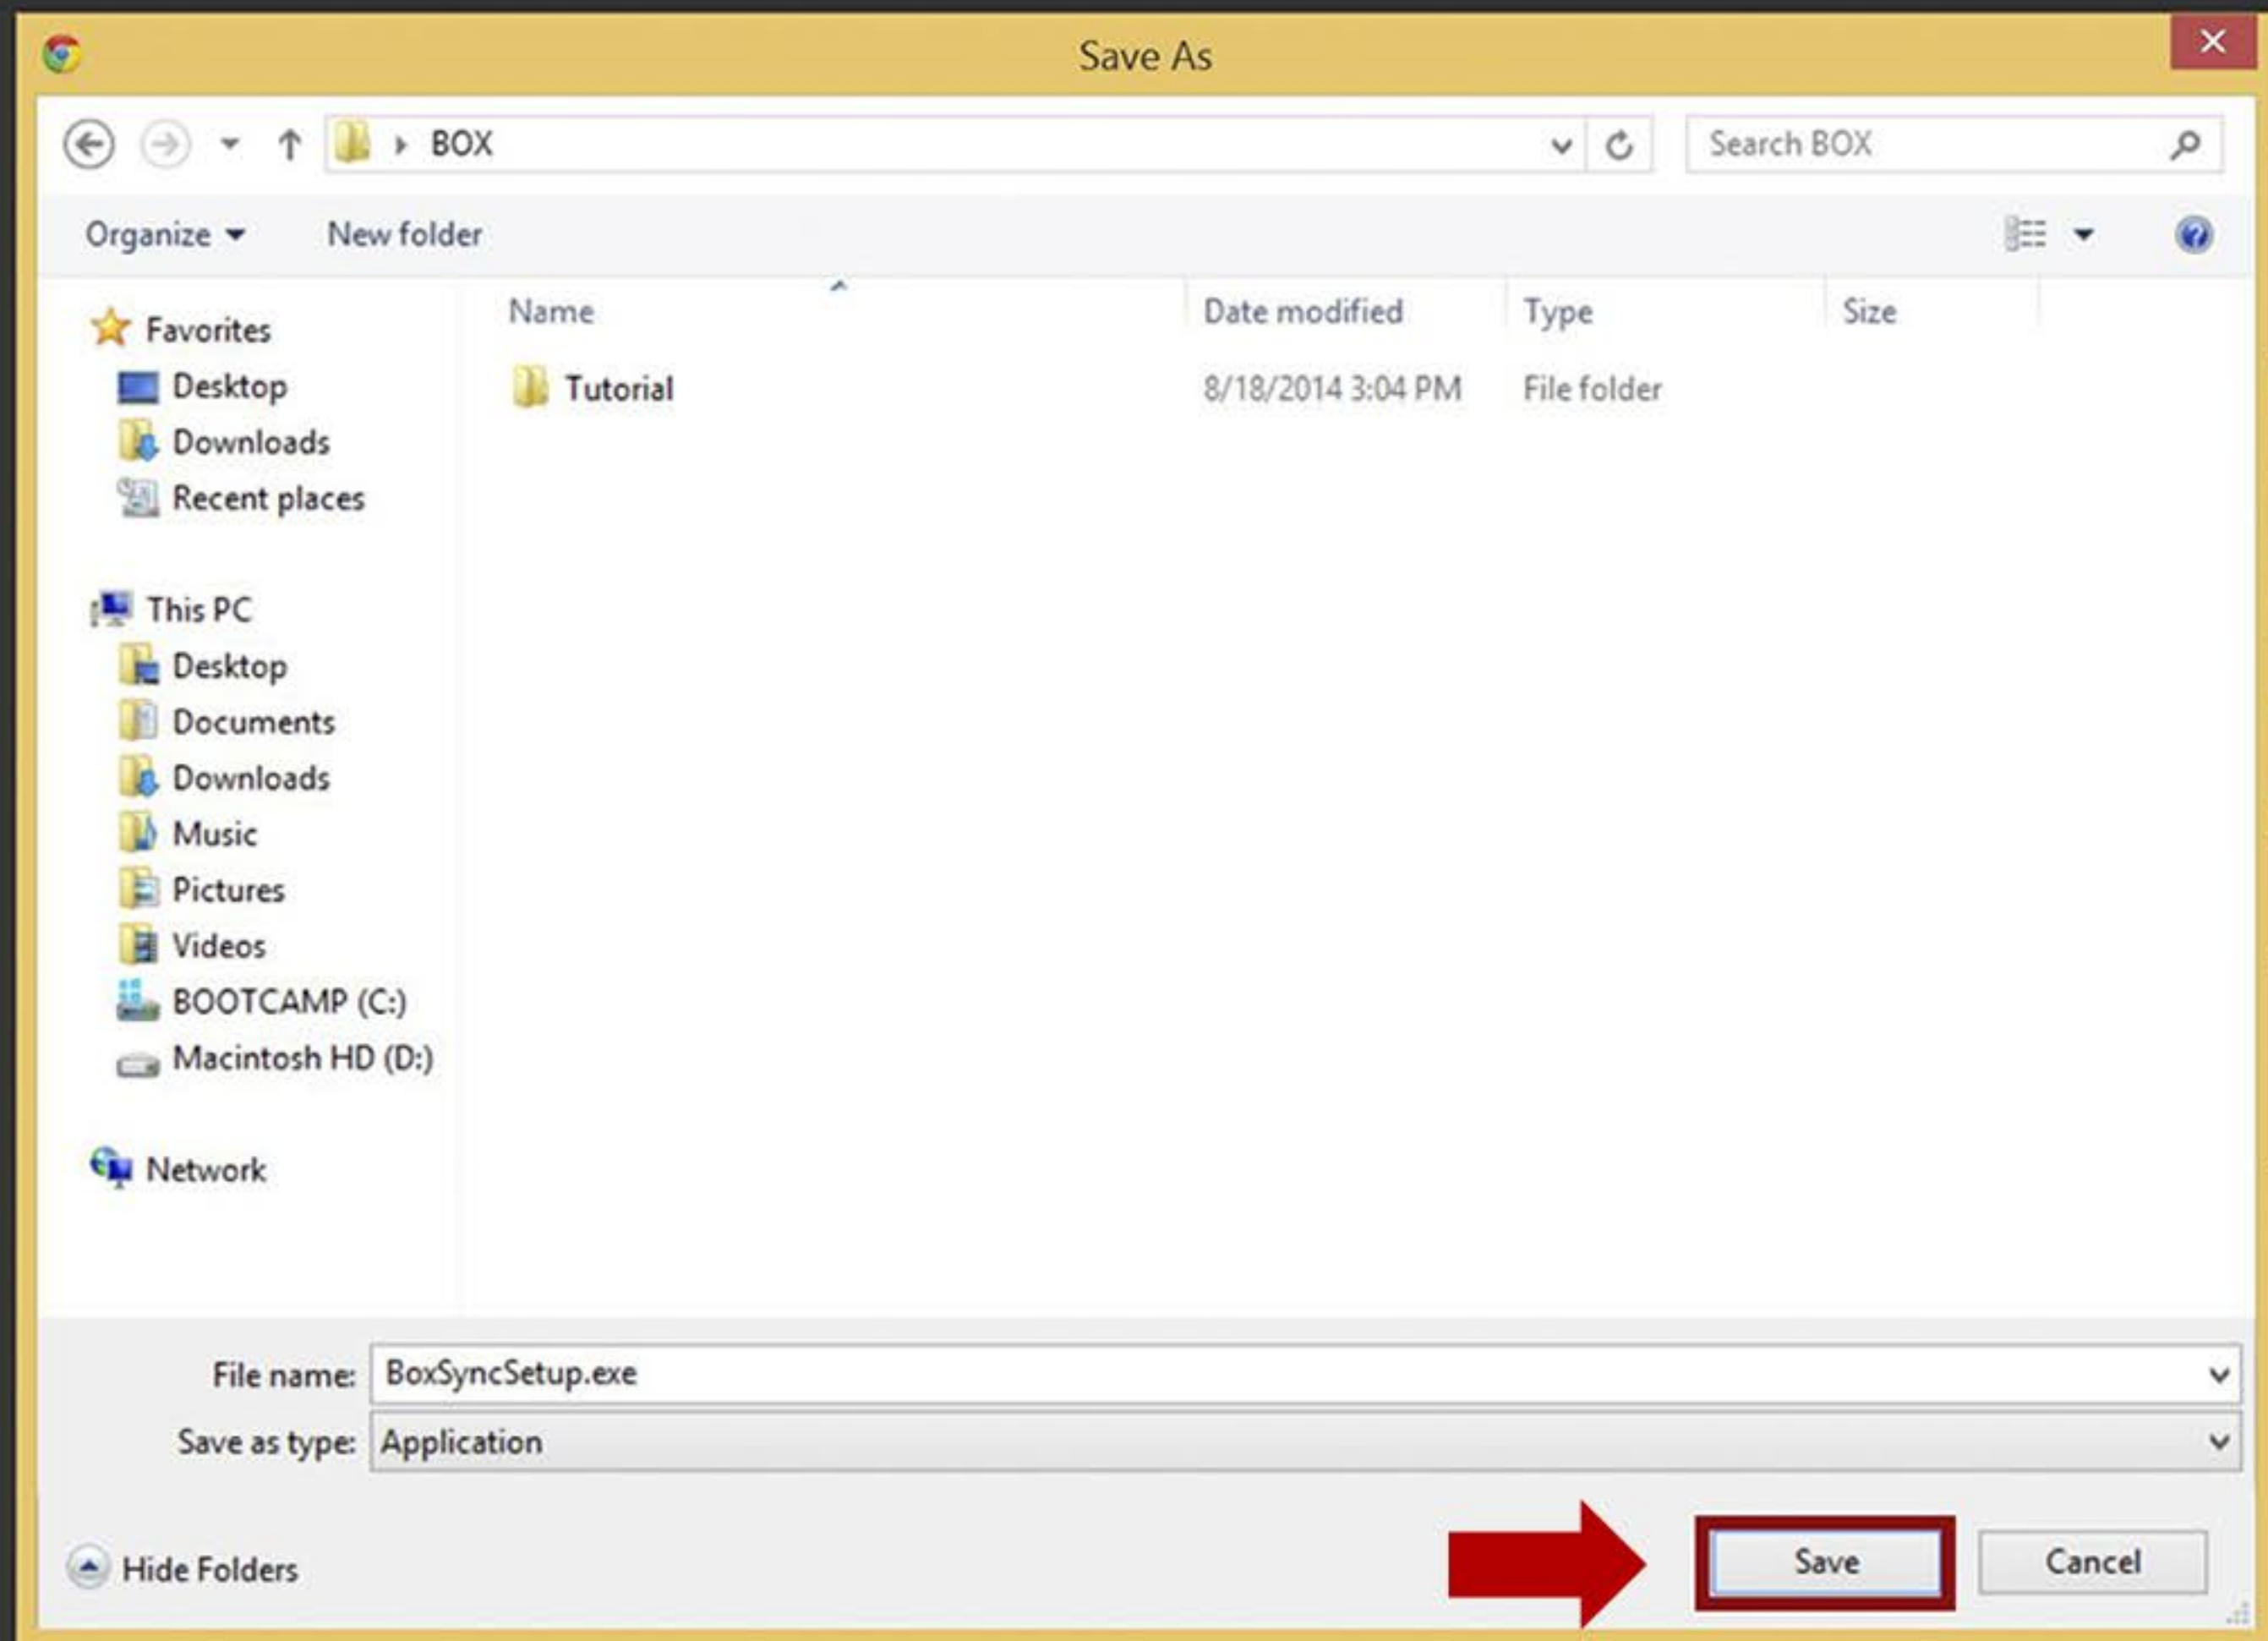 Save As
BOX
Search BOX
Organize
New folder
Name
Date modified
Type
Size
Tutorial
8/18/2014 3:04 PM
File folder
Favorites
Desktop
Downloads
Recent places
This PC
Desktop
Documents
Downloads
Music
Pictures
Videos
BOOTCAMP (C:)
Macintosh HD (D:)
Network
File name: BoxSyncSetup.exe
Save as type: Application
Hide Folders
Save
Cancel